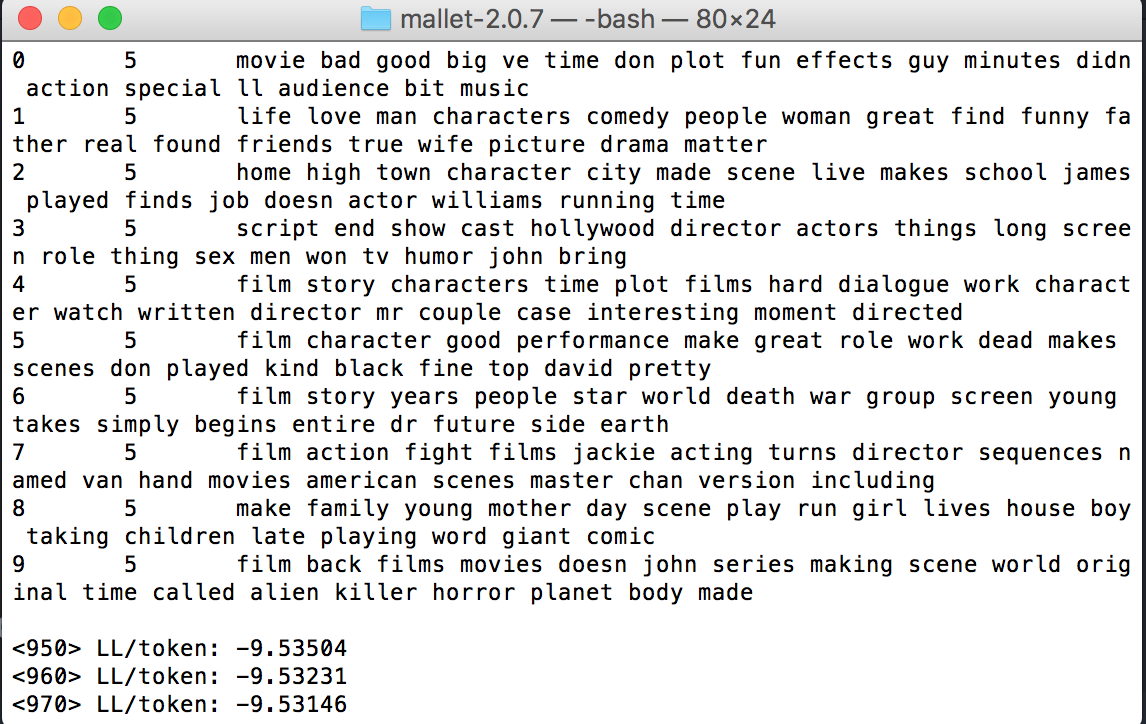 mallet-2.0.7 — -bash — 80×24
0 5 movie bad good big ve time don plot fun effects guy minutes didn
action special ll audience bit music
1 5 life love man characters comedy people woman great find funny fa
ther real found friends true wife picture drama matter
2 5 home high town character city made scene live makes school james
played finds job doesn actor williams running time
3 5 script end show cast hollywood director actors things long scree
n role thing sex men won tv humor john bring
4 5 film story characters time plot films hard dialogue work charact
er watch written director mr couple case interesting moment directed
5 5 film character good performance make great role work dead makes
scenes don played kind black fine top david pretty
6 5 film story years people star world death war group screen young
takes simply begins entire dr future side earth
7 5 film action fight films jackie acting turns director sequences n
amed van hand movies american scenes master chan version including
8 5 make family young mother day scene play run girl lives house boy
taking children late playing word giant comic
9 5 film back films movies doesn john series making scene world orig
inal time called alien killer horror planet body made
<950> LL/token: -9.53504
<960> LL/token: -9.53231
<970> LL/token: -9.53146